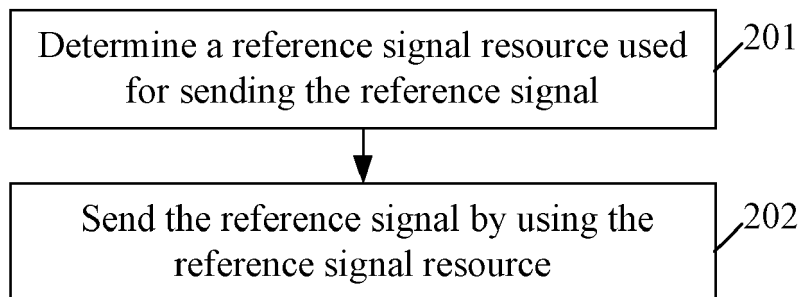 Determine a reference signal resource used
for sending the reference signal
201
Send the reference signal by using the
reference signal resource
202